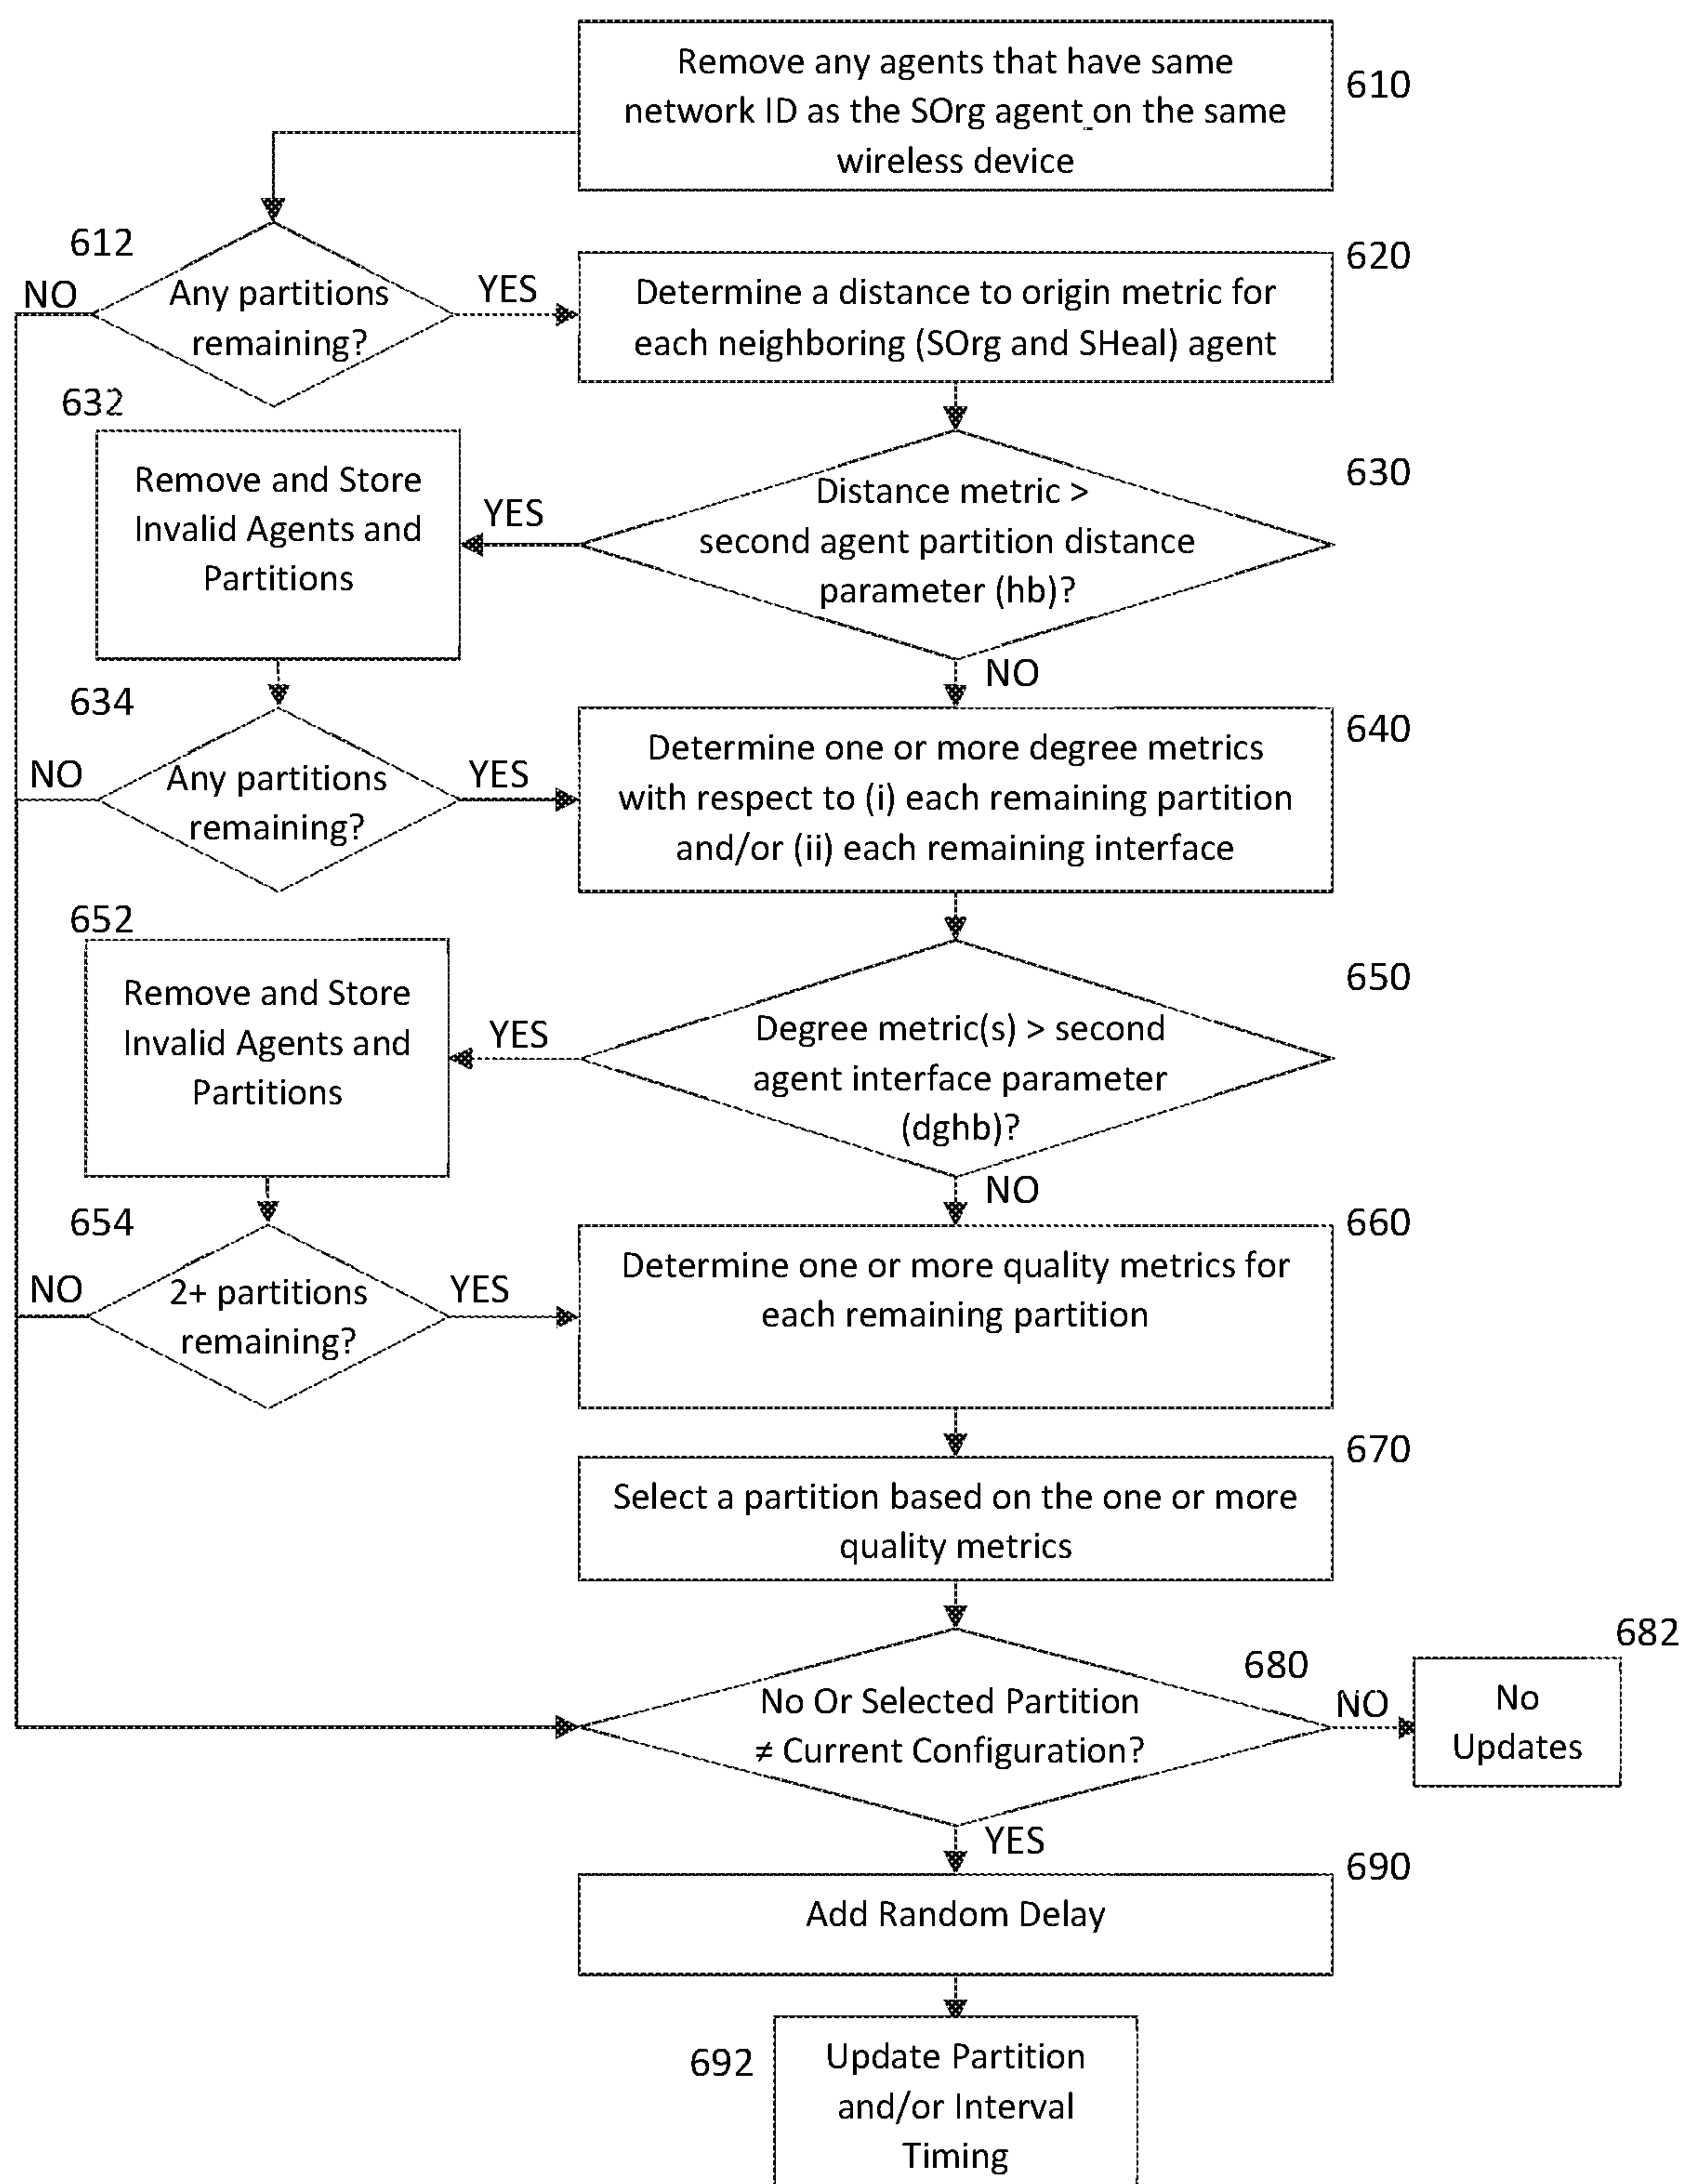 Remove any agents that have same
network ID as the SOrg agent on the same
wireless device
610
612
Any partitions
remaining?
NO
YES
620
Determine a distance to origin metric for
each neighboring (SOrg and SHeal) agent
632
Remove and Store
Invalid Agents and
Partitions
YES
630
Distance metric >
second agent partition distance
parameter (hb)?
NO
634
Any partitions
remaining?
NO
YES
640
Determine one or more degree metrics
with respect to (i) each remaining partition
and/or (ii) each remaining interface
652
Remove and Store
Invalid Agents and
Partitions
YES
650
Degree metric(s) > second
agent interface parameter
(dghb)?
NO
654
2+ partitions
remaining?
NO
YES
660
Determine one or more quality metrics for
each remaining partition
670
Select a partition based on the one or more
quality metrics
680
No Or Selected Partition
≠ Current Configuration?
NO
682
No
Updates
YES
690
Add Random Delay
692
Update Partition
and/or Interval
Timing